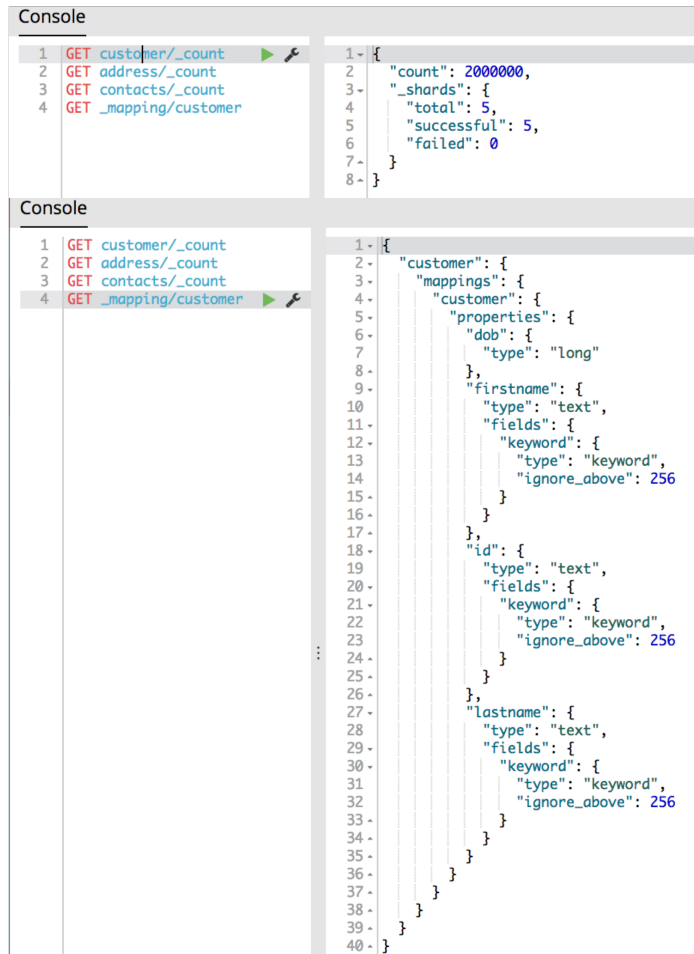 Console
1 GET customer/_count
2 GET address/_count
3 GET contacts/_count
4 GET _mapping/customer
1 {
2 "count": 2000000,
3 "_shards": {
4 "total": 5,
5 "successful": 5,
6 "failed": 0
7 }
8 }
Console
1 GET customer/_count
2 GET address/_count
3 GET contacts/_count
4 GET _mapping/customer
1 {
2 "customer": {
3 "mappings": {
4 "customer": {
5 "properties": {
6 "dob": {
7 "type": "long"
8 },
9 "firstname": {
10 "type": "text",
11 "fields": {
12 "keyword": {
13 "type": "keyword",
14 "ignore_above": 256
15 }
16 }
17 },
18 "id": {
19 "type": "text",
20 "fields": {
21 "keyword": {
22 "type": "keyword",
23 "ignore_above": 256
24 }
25 }
26 },
27 "lastname": {
28 "type": "text",
29 "fields": {
30 "keyword": {
31 "type": "keyword",
32 "ignore_above": 256
33 }
34 }
35 }
36 }
37 }
38 }
39 }
40 }